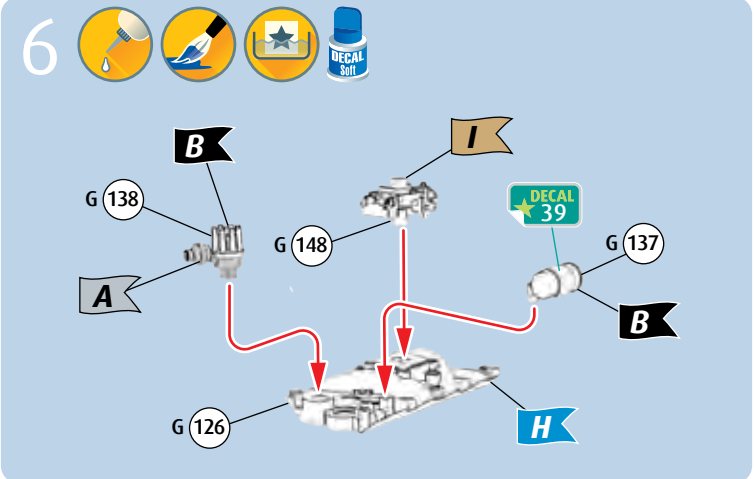 6
DECAL
Soft
B
I
G 138
DECAL
39
G 148
G 137
A
B
G 126
H